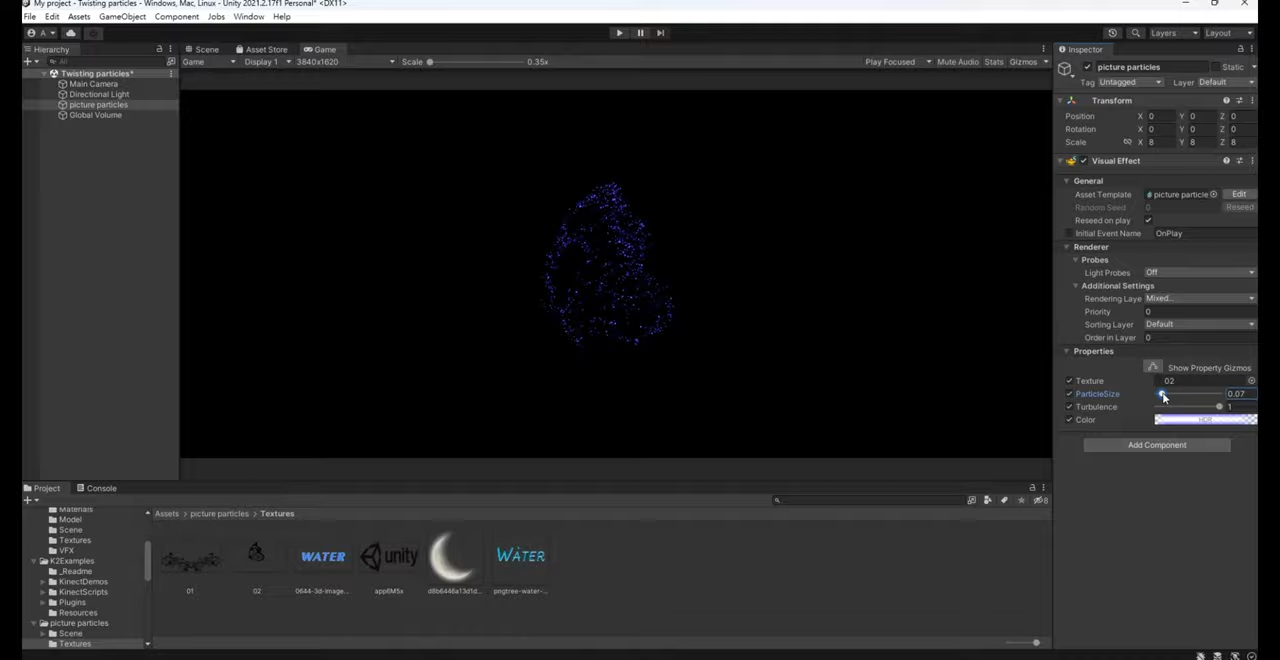 My project - Twisting particles - Windows, Mac, Linux - Unity 2021.2.17f1 Personal* <DX11>
File Edit Assets GameObject Component Jobs Window Help
A
Layers Layout
Hierarchy
Scene Asset Store Game
Inspector
All
Game Display 1 3840x1620 Scale 0.35x Play Focused Mute Audio Stats Gizmos
picture particles Static
Twisting particles*
Main Camera
Directional Light
picture particles
Global Volume
Tag Untagged Layer Default
Transform
Position X 0 Y 0 Z 0
Rotation X 0 Y 0 Z 0
Scale X 8 Y 8 Z 8
Visual Effect
General
Asset Template picture particle Edit
Random Seed 0 Reseed
Reseed on play
Initial Event Name OnPlay
Renderer
Probes
Light Probes Off
Additional Settings
Rendering Laye Mixed...
Priority 0
Sorting Layer Default
Order in Layer 0
Properties
Show Property Gizmos
Texture 02
ParticleSize 0.07
Turbulence 1
Color HDR
Add Component
Project Console
8
Materials
Model
Scene
Textures
VFX
K2Examples
_Readme
KinectDemos
KinectScripts
Plugins
Resources
picture particles
Scene
Textures
Assets > picture particles > Textures
WATER
unity
WATER
01 02 0644-3d-image... app6M5x d8b6446a13d1d... pngtree-water-...